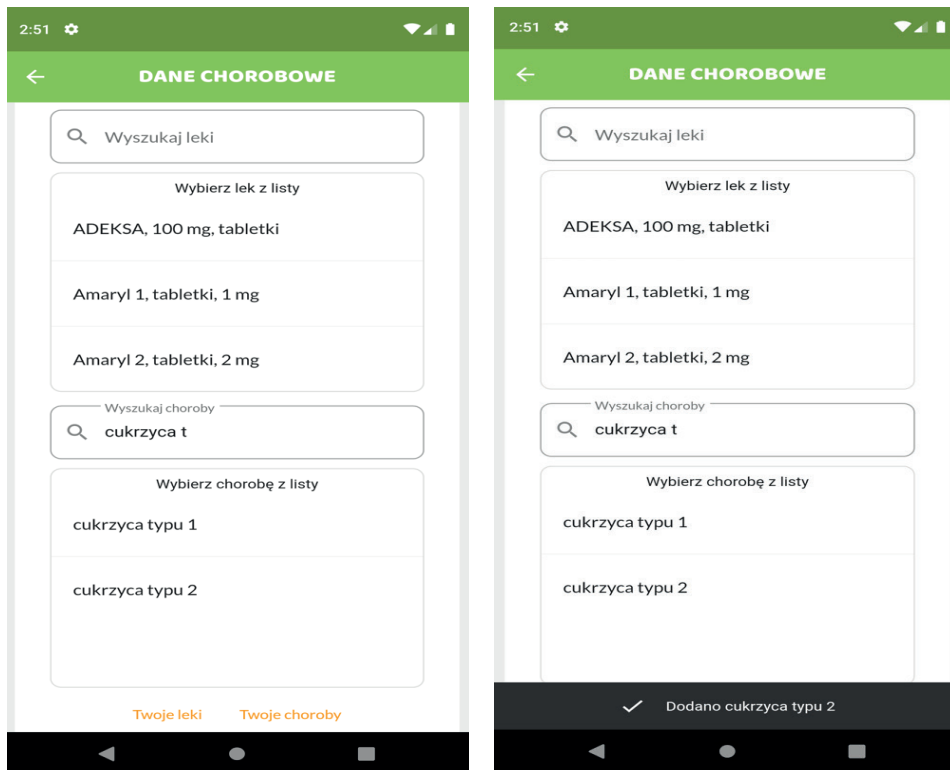 2:51
DANE CHOROBOWE
Wyszukaj leki
Wybierz lek z listy
ADEKSA, 100 mg, tabletki
Amaryl 1, tabletki, 1 mg
Amaryl 2, tabletki, 2 mg
Wyszukaj choroby
cukrzyca t
Wybierz chorobę z listy
cukrzyca typu 1
cukrzyca typu 2
Twoje leki Twoje choroby
2:51
DANE CHOROBOWE
Wyszukaj leki
Wybierz lek z listy
ADEKSA, 100 mg, tabletki
Amaryl 1, tabletki, 1 mg
Amaryl 2, tabletki, 2 mg
Wyszukaj choroby
cukrzyca t
Wybierz chorobę z listy
cukrzyca typu 1
cukrzyca typu 2
Dodano cukrzyca typu 2